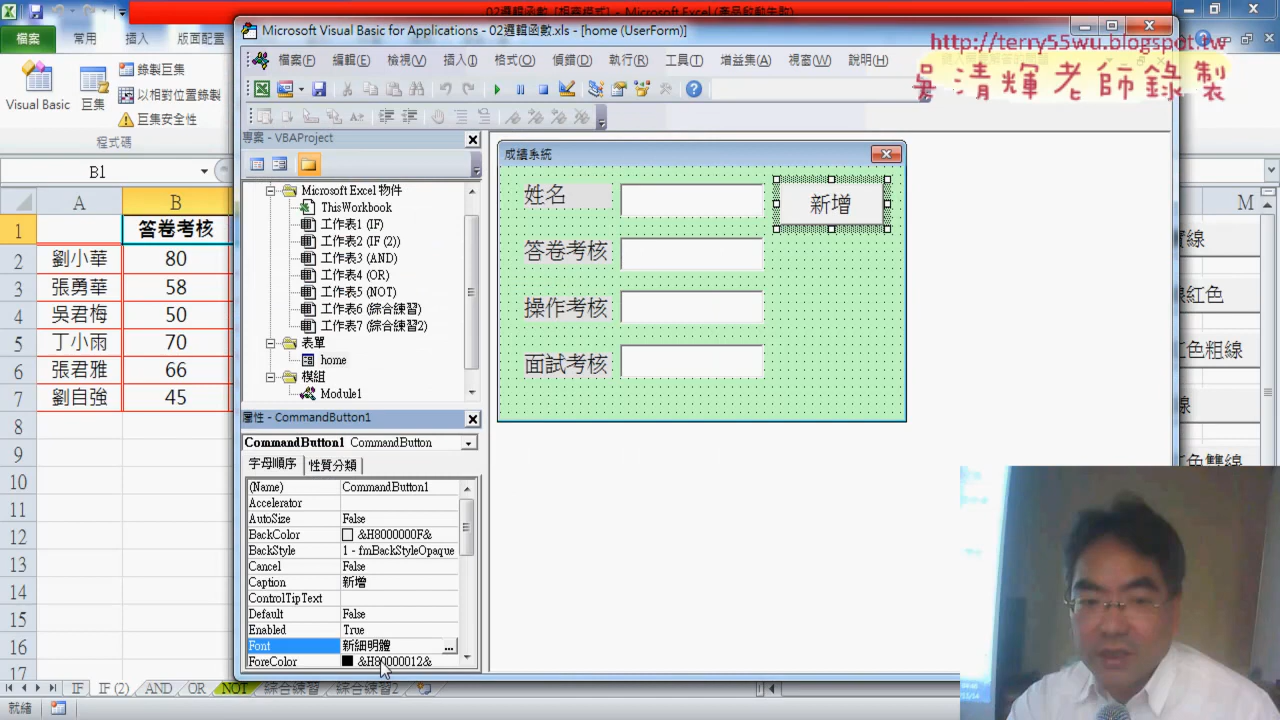 02邏輯函數 [相容模式] - Microsoft Excel (產品啟動失敗)
Microsoft Visual Basic for Applications - 02邏輯函數.xls - [home (UserForm)]
http://terry55wu.blogspot.tw
吳清輝老師錄製
檔案 常用 插入 版面配置
檔案(F) 編輯(E) 檢視(V) 插入(I) 格式(O) 偵錯(D) 執行(R) 工具(T) 增益集(A) 視窗(W) 說明(H)
Visual Basic 巨集 錄製巨集
以相對位置錄製
巨集安全性
程式碼
B1
專案 - VBAProject
Microsoft Excel 物件
ThisWorkbook
工作表1 (IF)
工作表2 (IF (2))
工作表3 (AND)
工作表4 (OR)
工作表5 (NOT)
工作表6 (綜合練習)
工作表7 (綜合練習2)
表單
home
模組
Module1
成績系統
姓名
新增
答卷考核
操作考核
面試考核
A B M
1 答卷考核
2 劉小華 80
3 張勇華 58
4 吳君梅 50
5 丁小雨 70
6 張君雅 66
7 劉自強 45
8
9
10
11
12
13
14
15
16
17
實線
線紅色
紅色粗線
線
紅色雙線
屬性 - CommandButton1
CommandButton1 CommandButton
字母順序 性質分類
(Name) CommandButton1
Accelerator
AutoSize False
BackColor &H8000000F&
BackStyle 1 - fmBackStyleOpaque
Cancel False
Caption 新增
ControlTipText
Default False
Enabled True
Font 新細明體 ...
ForeColor &H80000012&
IF IF (2) AND OR NOT 綜合練習 綜合練習2
就緒